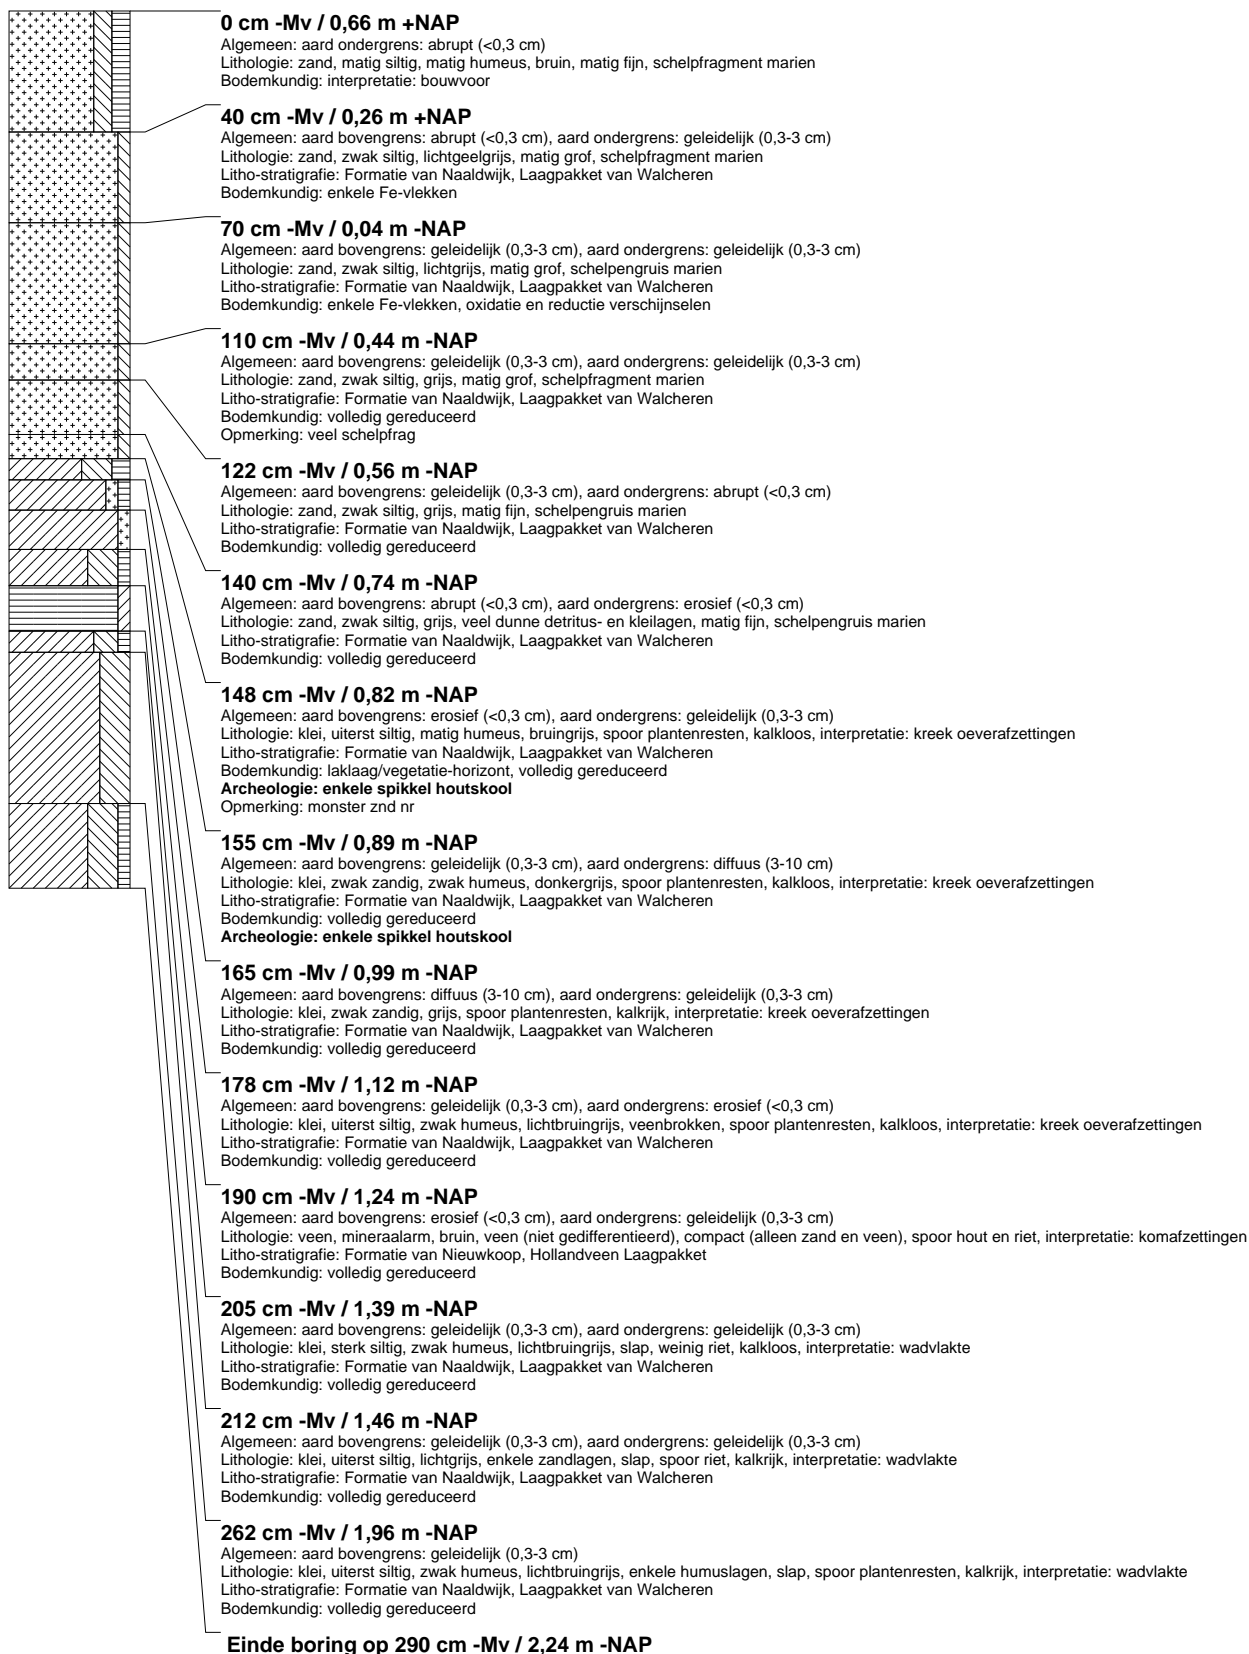 0 cm -Mv / 0,66 m +NAP
Algemeen: aard ondergrens: abrupt (<0,3 cm)
Lithologie: zand, matig siltig, matig humeus, bruin, matig fijn, schelpfragment marien
Bodemkundig: interpretatie: bouwvoor
40 cm -Mv / 0,26 m +NAP
Algemeen: aard bovengrens: abrupt (<0,3 cm), aard ondergrens: geleidelijk (0,3-3 cm)
Lithologie: zand, zwak siltig, lichtgeelgrijs, matig grof, schelpfragment marien
Litho-stratigrafie: Formatie van Naaldwijk, Laagpakket van Walcheren
Bodemkundig: enkele Fe-vlekken
70 cm -Mv / 0,04 m -NAP
Algemeen: aard bovengrens: geleidelijk (0,3-3 cm), aard ondergrens: geleidelijk (0,3-3 cm)
Lithologie: zand, zwak siltig, lichtgrijs, matig grof, schelpengruis marien
Litho-stratigrafie: Formatie van Naaldwijk, Laagpakket van Walcheren
Bodemkundig: enkele Fe-vlekken, oxidatie en reductie verschijnselen
110 cm -Mv / 0,44 m -NAP
Algemeen: aard bovengrens: geleidelijk (0,3-3 cm), aard ondergrens: geleidelijk (0,3-3 cm)
Lithologie: zand, zwak siltig, grijs, matig grof, schelpfragment marien
Litho-stratigrafie: Formatie van Naaldwijk, Laagpakket van Walcheren
Bodemkundig: volledig gereduceerd
Opmerking: veel schelpfrag
122 cm -Mv / 0,56 m -NAP
Algemeen: aard bovengrens: geleidelijk (0,3-3 cm), aard ondergrens: abrupt (<0,3 cm)
Lithologie: zand, zwak siltig, grijs, matig fijn, schelpengruis marien
Litho-stratigrafie: Formatie van Naaldwijk, Laagpakket van Walcheren
Bodemkundig: volledig gereduceerd
140 cm -Mv / 0,74 m -NAP
Algemeen: aard bovengrens: abrupt (<0,3 cm), aard ondergrens: erosief (<0,3 cm)
Lithologie: zand, zwak siltig, grijs, veel dunne detritus- en kleilagen, matig fijn, schelpengruis marien
Litho-stratigrafie: Formatie van Naaldwijk, Laagpakket van Walcheren
Bodemkundig: volledig gereduceerd
148 cm -Mv / 0,82 m -NAP
Algemeen: aard bovengrens: erosief (<0,3 cm), aard ondergrens: geleidelijk (0,3-3 cm)
Lithologie: klei, uiterst siltig, matig humeus, bruingrijs, spoor plantenresten, kalkloos, interpretatie: kreek oeverafzettingen
Litho-stratigrafie: Formatie van Naaldwijk, Laagpakket van Walcheren
Bodemkundig: laklaag/vegetatie-horizont, volledig gereduceerd
Archeologie: enkele spikkel houtskool
Opmerking: monster znd nr
155 cm -Mv / 0,89 m -NAP
Algemeen: aard bovengrens: geleidelijk (0,3-3 cm), aard ondergrens: diffuus (3-10 cm)
Lithologie: klei, zwak zandig, zwak humeus, donkergrijs, spoor plantenresten, kalkloos, interpretatie: kreek oeverafzettingen
Litho-stratigrafie: Formatie van Naaldwijk, Laagpakket van Walcheren
Bodemkundig: volledig gereduceerd
Archeologie: enkele spikkel houtskool
165 cm -Mv / 0,99 m -NAP
Algemeen: aard bovengrens: diffuus (3-10 cm), aard ondergrens: geleidelijk (0,3-3 cm)
Lithologie: klei, zwak zandig, grijs, spoor plantenresten, kalkrijk, interpretatie: kreek oeverafzettingen
Litho-stratigrafie: Formatie van Naaldwijk, Laagpakket van Walcheren
Bodemkundig: volledig gereduceerd
178 cm -Mv / 1,12 m -NAP
Algemeen: aard bovengrens: geleidelijk (0,3-3 cm), aard ondergrens: erosief (<0,3 cm)
Lithologie: klei, uiterst siltig, zwak humeus, lichtbruingrijs, veenbrokken, spoor plantenresten, kalkloos, interpretatie: kreek oeverafzettingen
Litho-stratigrafie: Formatie van Naaldwijk, Laagpakket van Walcheren
Bodemkundig: volledig gereduceerd
190 cm -Mv / 1,24 m -NAP
Algemeen: aard bovengrens: erosief (<0,3 cm), aard ondergrens: geleidelijk (0,3-3 cm)
Lithologie: veen, mineraalarm, bruin, veen (niet gedifferentieerd), compact (alleen zand en veen), spoor hout en riet, interpretatie: komafzettingen
Litho-stratigrafie: Formatie van Nieuwkoop, Hollandveen Laagpakket
Bodemkundig: volledig gereduceerd
205 cm -Mv / 1,39 m -NAP
Algemeen: aard bovengrens: geleidelijk (0,3-3 cm), aard ondergrens: geleidelijk (0,3-3 cm)
Lithologie: klei, sterk siltig, zwak humeus, lichtbruingrijs, slap, weinig riet, kalkloos, interpretatie: wadvlakte
Litho-stratigrafie: Formatie van Naaldwijk, Laagpakket van Walcheren
Bodemkundig: volledig gereduceerd
212 cm -Mv / 1,46 m -NAP
Algemeen: aard bovengrens: geleidelijk (0,3-3 cm), aard ondergrens: geleidelijk (0,3-3 cm)
Lithologie: klei, uiterst siltig, lichtgrijs, enkele zandlagen, slap, spoor riet, kalkrijk, interpretatie: wadvlakte
Litho-stratigrafie: Formatie van Naaldwijk, Laagpakket van Walcheren
Bodemkundig: volledig gereduceerd
262 cm -Mv / 1,96 m -NAP
Algemeen: aard bovengrens: geleidelijk (0,3-3 cm)
Lithologie: klei, uiterst siltig, zwak humeus, lichtbruingrijs, enkele humuslagen, slap, spoor plantenresten, kalkrijk, interpretatie: wadvlakte
Litho-stratigrafie: Formatie van Naaldwijk, Laagpakket van Walcheren
Bodemkundig: volledig gereduceerd
Einde boring op 290 cm -Mv / 2,24 m -NAP